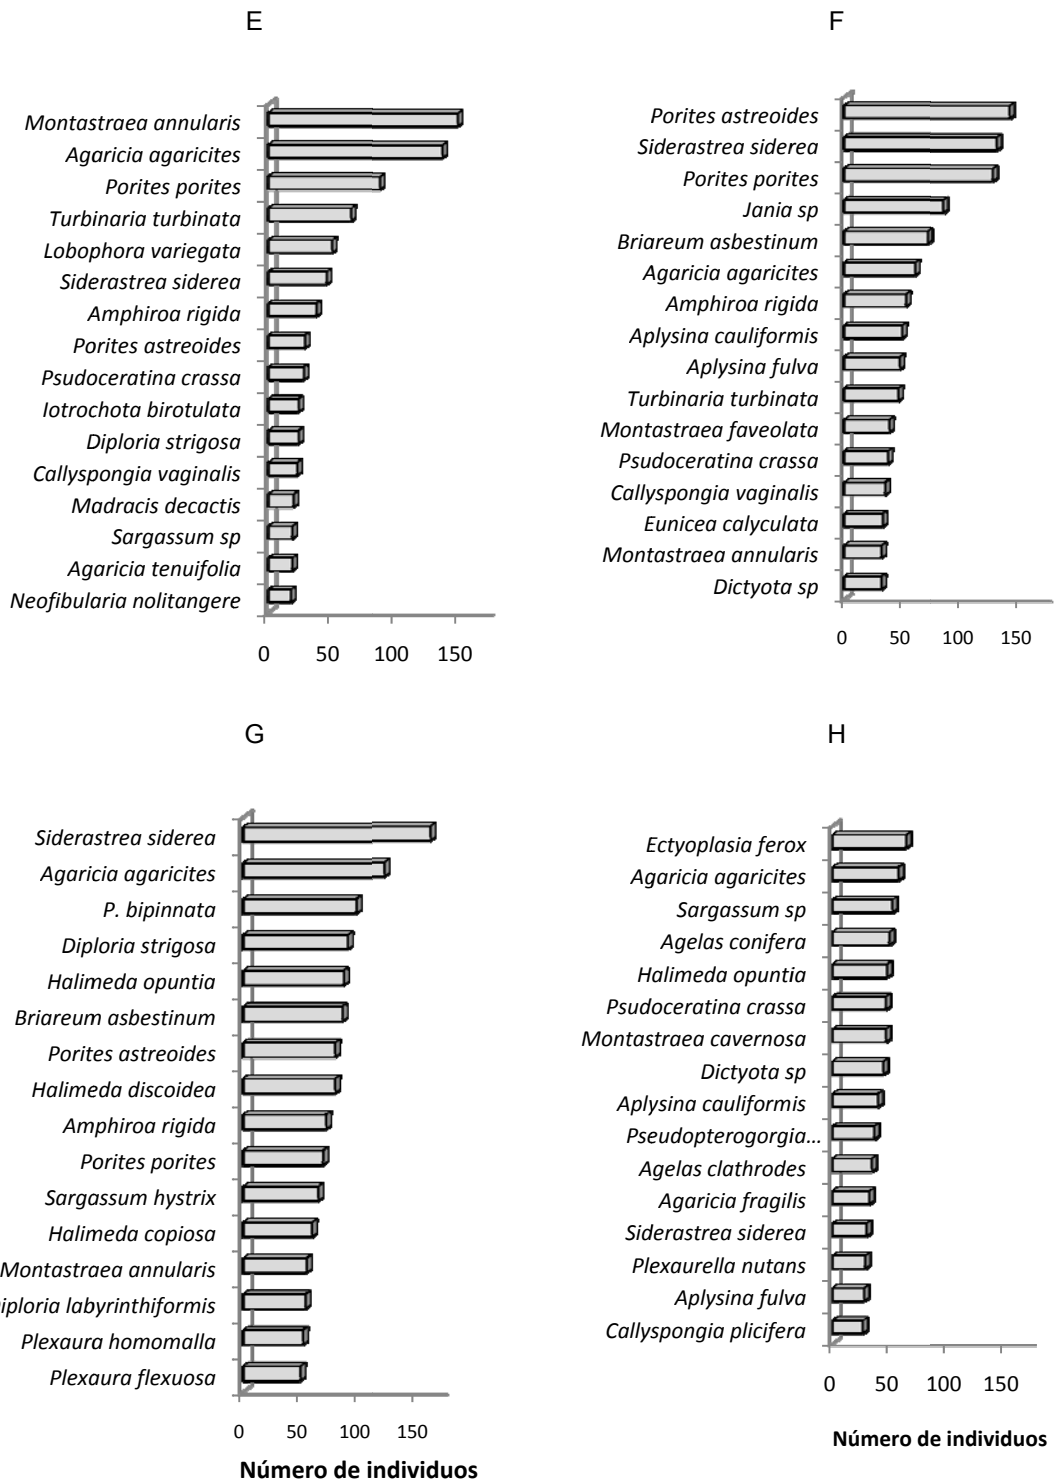 E
Montastraea annularis
Agaricia agaricites
Porites porites
Turbinaria turbinata
Lobophora variegata
Siderastrea siderea
Amphiroa rigida
Porites astreoides
Psudoceratina crassa
Iotrochota birotulata
Diploria strigosa
Callyspongia vaginalis
Madracis decactis
Sargassum sp
Agaricia tenuifolia
Neofibularia nolitangere
0 50 100 150
F
Porites astreoides
Siderastrea siderea
Porites porites
Jania sp
Briareum asbestinum
Agaricia agaricites
Amphiroa rigida
Aplysina cauliformis
Aplysina fulva
Turbinaria turbinata
Montastraea faveolata
Psudoceratina crassa
Callyspongia vaginalis
Eunicea calyculata
Montastraea annularis
Dictyota sp
0 50 100 150
G
Siderastrea siderea
Agaricia agaricites
P. bipinnata
Diploria strigosa
Halimeda opuntia
Briareum asbestinum
Porites astreoides
Halimeda discoidea
Amphiroa rigida
Porites porites
Sargassum hystrix
Halimeda copiosa
Montastraea annularis
iploria labyrinthiformis
Plexaura homomalla
Plexaura flexuosa
0 50 100 150
Número de individuos
H
Ectyoplasia ferox
Agaricia agaricites
Sargassum sp
Agelas conifera
Halimeda opuntia
Psudoceratina crassa
Montastraea cavernosa
Dictyota sp
Aplysina cauliformis
Pseudopterogorgia...
Agelas clathrodes
Agaricia fragilis
Siderastrea siderea
Plexaurella nutans
Aplysina fulva
Callyspongia plicifera
0 50 100 150
Número de individuos